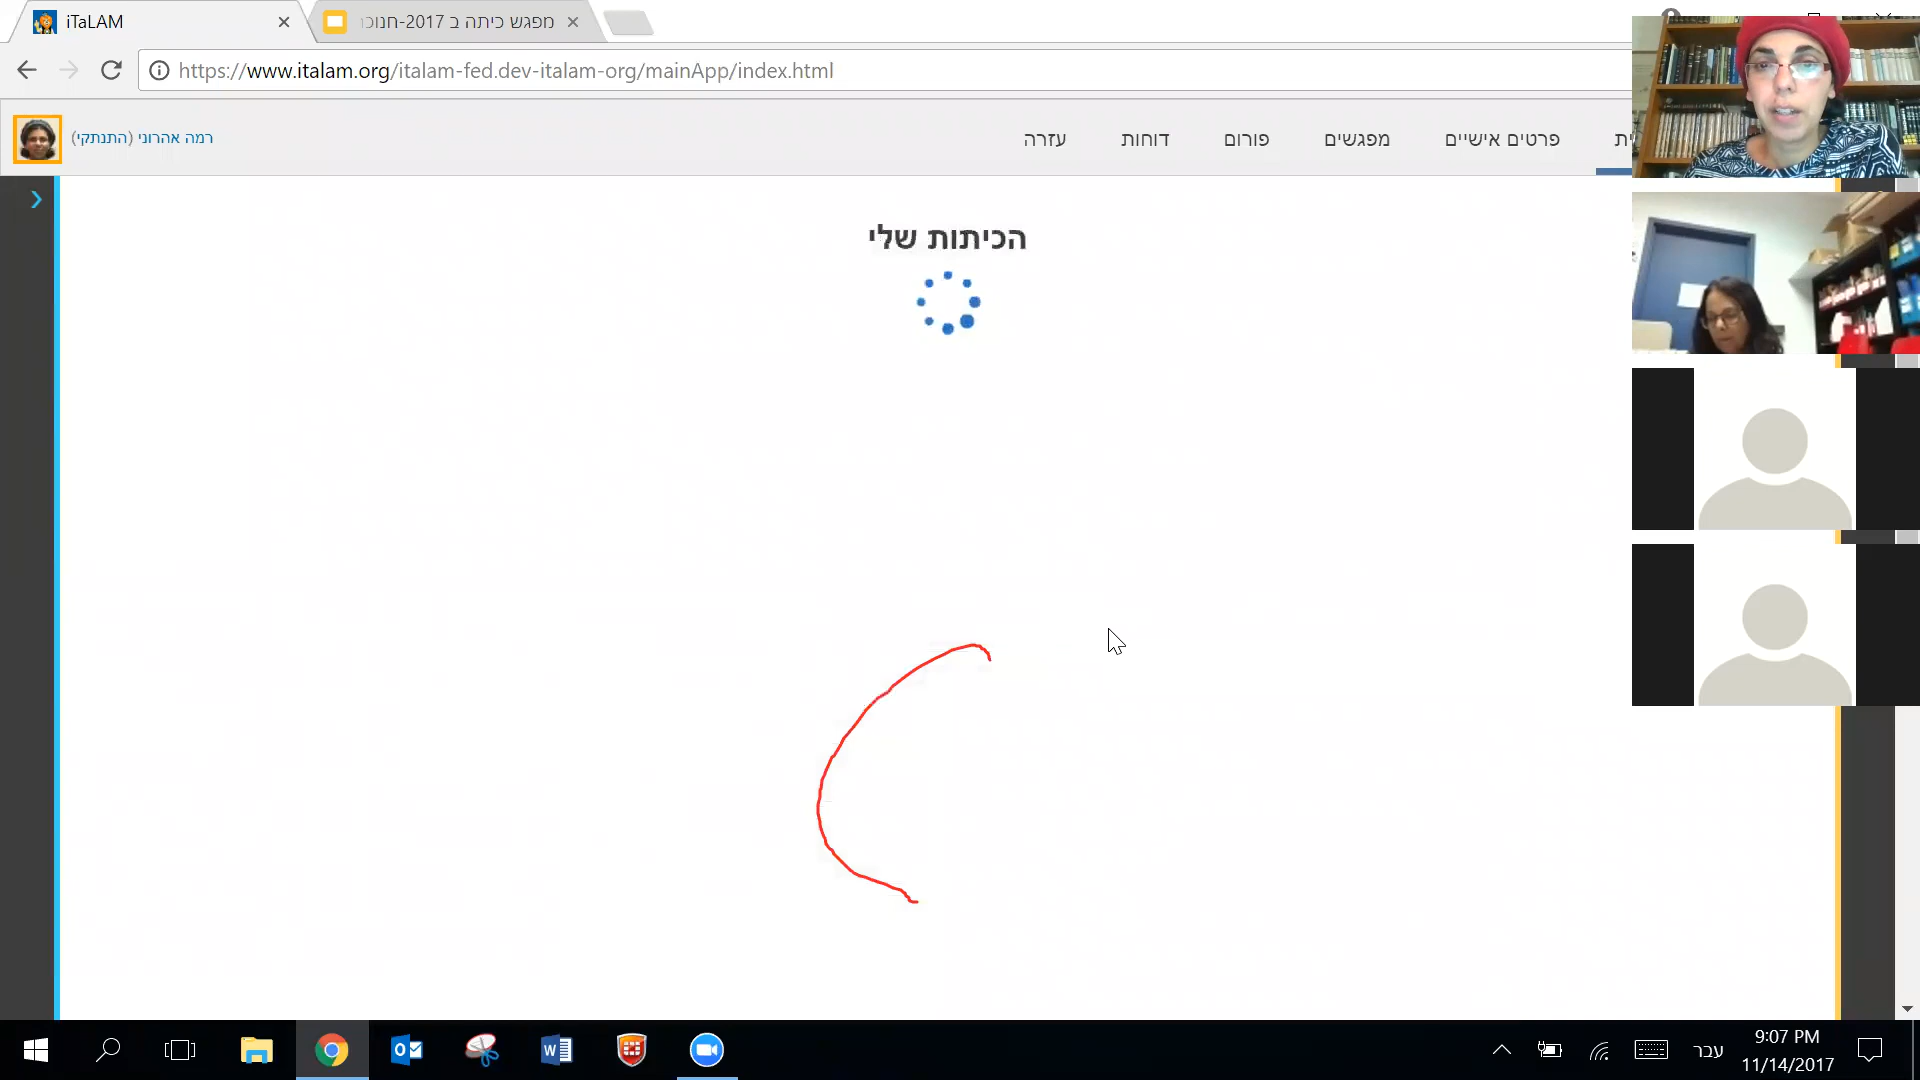 iTaLAM
מפגש כיתה ב 2017-חנוכו
https://www.italam.org/italam-fed.dev-italam-org/mainApp/index.html
רמה אהרוני (התנתקי)
פרטים אישיים
מפגשים
פורום
דוחות
עזרה
הכיתות שלי
עבר
9:07 PM
11/14/2017